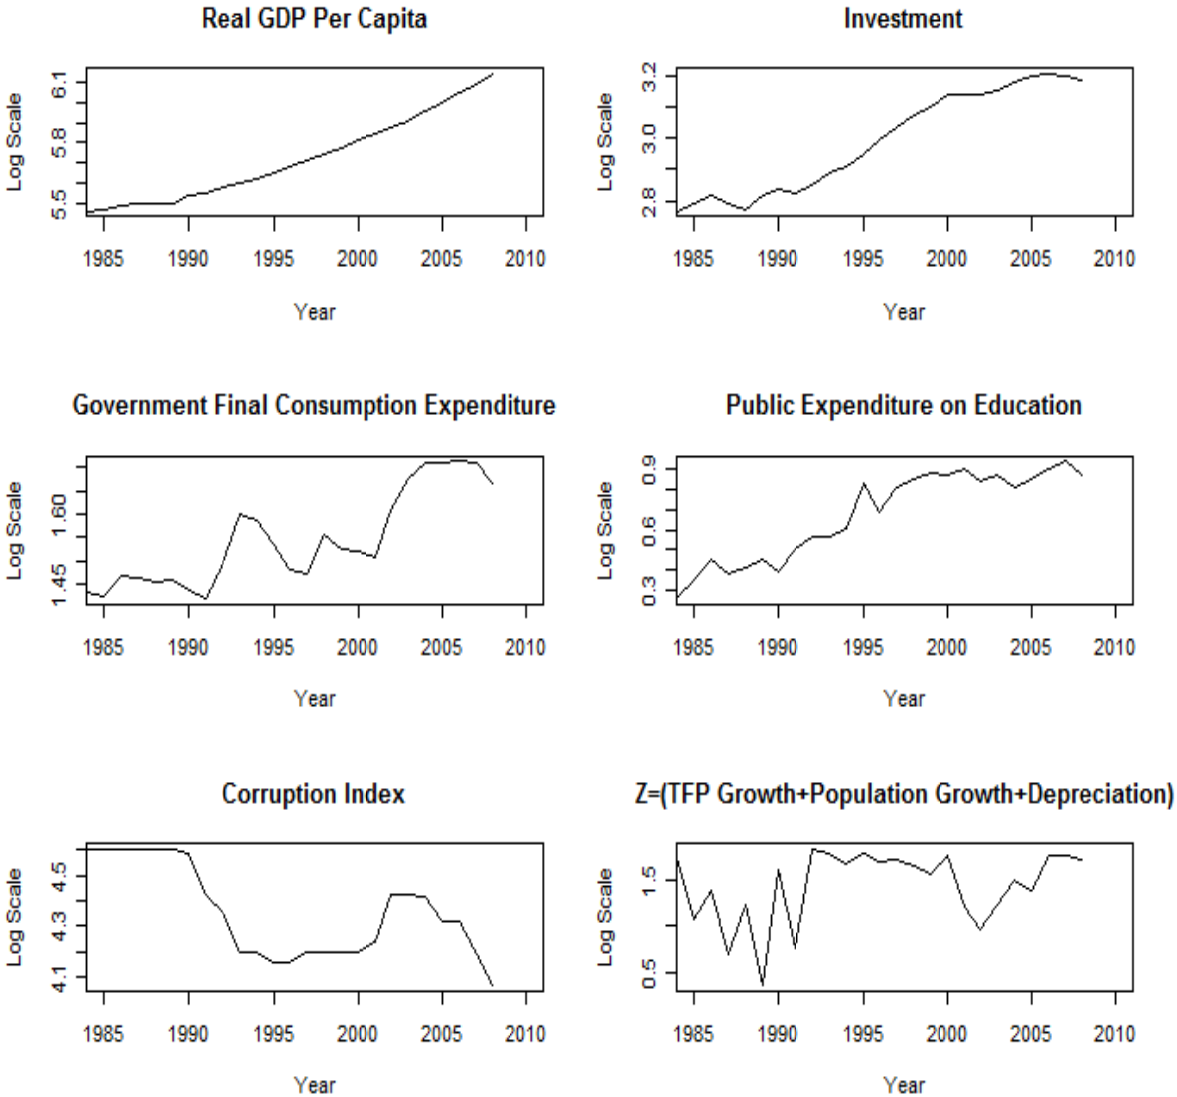 Real GDP Per Capita
Log Scale
5.5 5.8 6.1
1985 1990 1995 2000 2005 2010
Year
Investment
Log Scale
2.8 3.0 3.2
1985 1990 1995 2000 2005 2010
Year
Government Final Consumption Expenditure
Log Scale
1.45 1.60
1985 1990 1995 2000 2005 2010
Year
Public Expenditure on Education
Log Scale
0.3 0.6 0.9
1985 1990 1995 2000 2005 2010
Year
Corruption Index
Log Scale
4.1 4.3 4.5
1985 1990 1995 2000 2005 2010
Year
Z=(TFP Growth+Population Growth+Depreciation)
Log Scale
0.5 1.5
1985 1990 1995 2000 2005 2010
Year